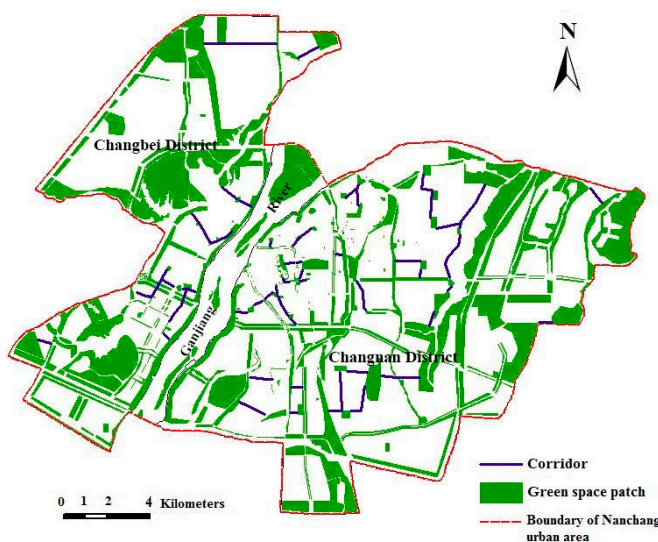 N
Changbei District
River
Ganjiang
Changnan District
Corridor
Green space patch
0 1 2 4 Kilometers
Boundary of Nanchang
urban area